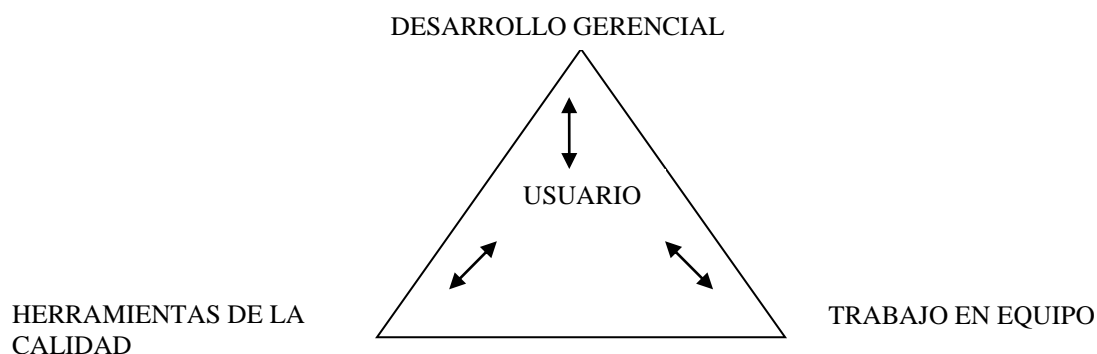 DESARROLLO GERENCIAL
USUARIO
HERRAMIENTAS DE LA
CALIDAD
TRABAJO EN EQUIPO